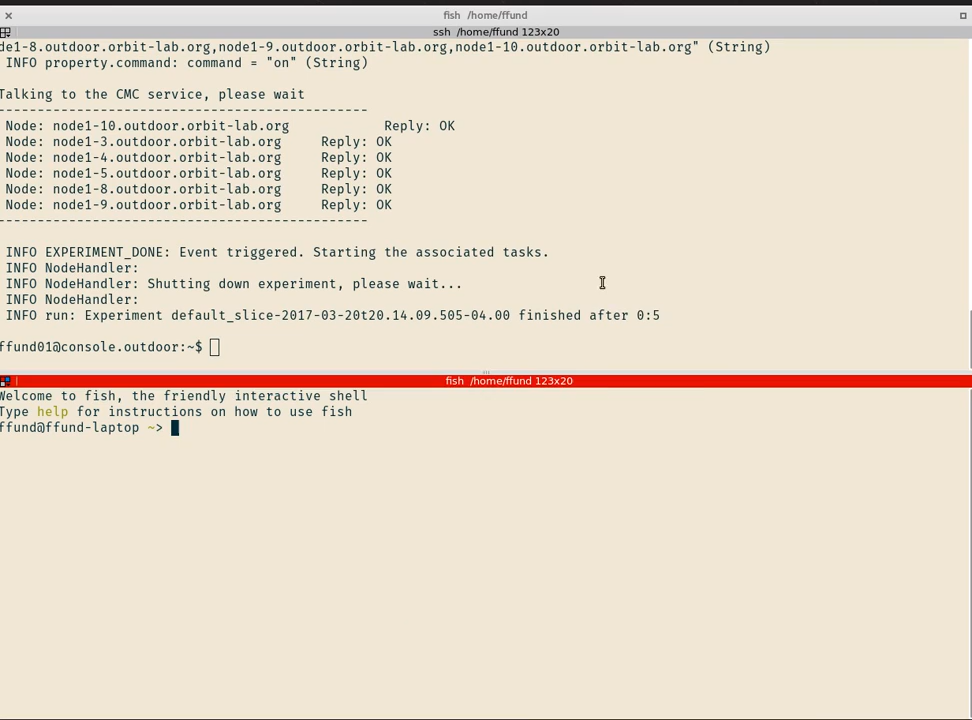 fish  /home/ffund
ssh  /home/ffund 123x20
de1-8.outdoor.orbit-lab.org,node1-9.outdoor.orbit-lab.org,node1-10.outdoor.orbit-lab.org" (String)
INFO property.command: command = "on" (String)
Talking to the CMC service, please wait
-----------------------------------------------
Node: node1-10.outdoor.orbit-lab.org            Reply: OK
Node: node1-3.outdoor.orbit-lab.org     Reply: OK
Node: node1-4.outdoor.orbit-lab.org     Reply: OK
Node: node1-5.outdoor.orbit-lab.org     Reply: OK
Node: node1-8.outdoor.orbit-lab.org     Reply: OK
Node: node1-9.outdoor.orbit-lab.org     Reply: OK
-----------------------------------------------
INFO EXPERIMENT_DONE: Event triggered. Starting the associated tasks.
INFO NodeHandler:
INFO NodeHandler: Shutting down experiment, please wait...
INFO NodeHandler:
INFO run: Experiment default_slice-2017-03-20t20.14.09.505-04.00 finished after 0:5
ffund01@console.outdoor:~$
fish  /home/ffund 123x20
Welcome to fish, the friendly interactive shell
Type help for instructions on how to use fish
ffund@ffund-laptop ~>